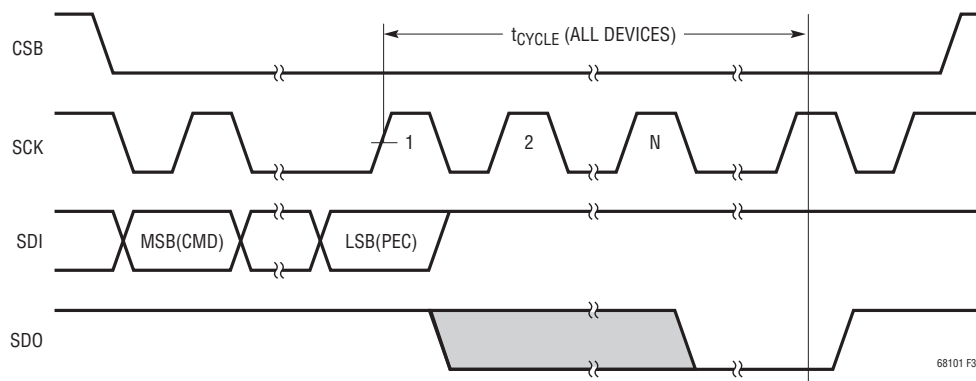 CSB
tCYCLE (ALL DEVICES)
SCK
1
2
N
SDI
MSB(CMD)
LSB(PEC)
SDO
68101 F3